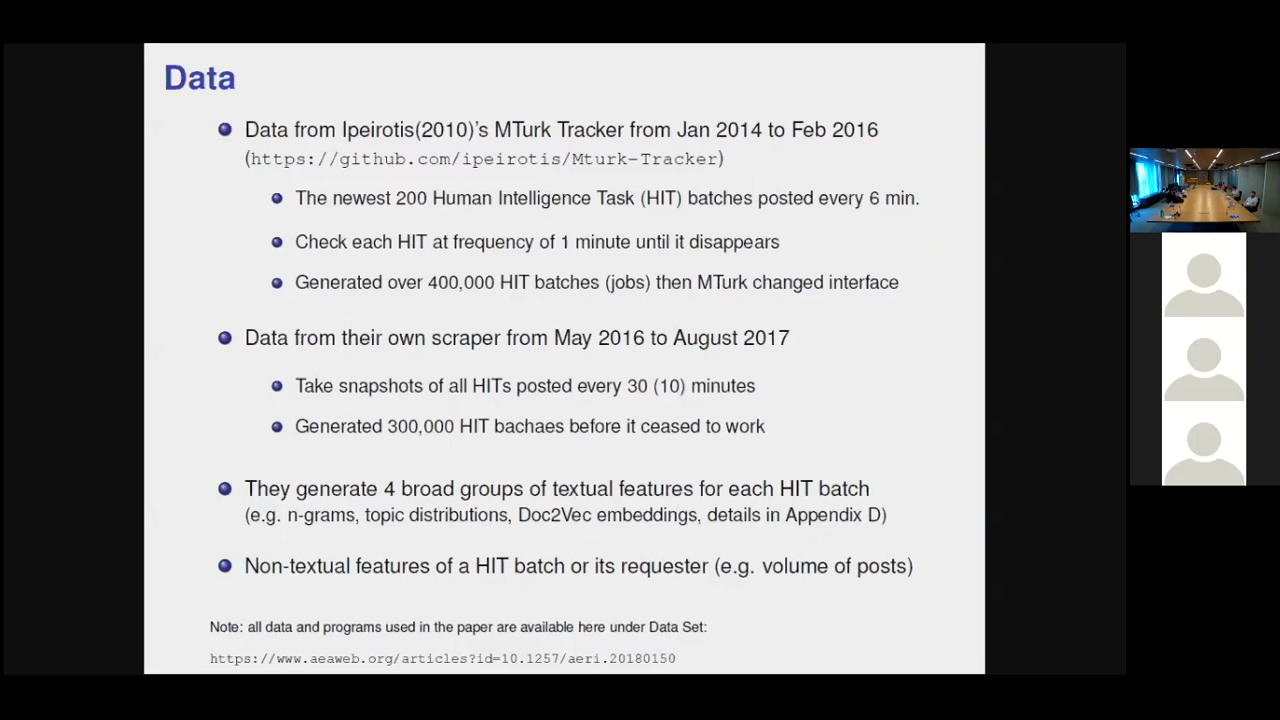 Data
Data from Ipeirotis(2010)'s MTurk Tracker from Jan 2014 to Feb 2016
(https://github.com/ipeirotis/Mturk-Tracker)
The newest 200 Human Intelligence Task (HIT) batches posted every 6 min.
Check each HIT at frequency of 1 minute until it disappears
Generated over 400,000 HIT batches (jobs) then MTurk changed interface
Data from their own scraper from May 2016 to August 2017
Take snapshots of all HITs posted every 30 (10) minutes
Generated 300,000 HIT bachaes before it ceased to work
They generate 4 broad groups of textual features for each HIT batch
(e.g. n-grams, topic distributions, Doc2Vec embeddings, details in Appendix D)
Non-textual features of a HIT batch or its requester (e.g. volume of posts)
Note: all data and programs used in the paper are available here under Data Set:
https://www.aeaweb.org/articles?id=10.1257/aeri.20180150